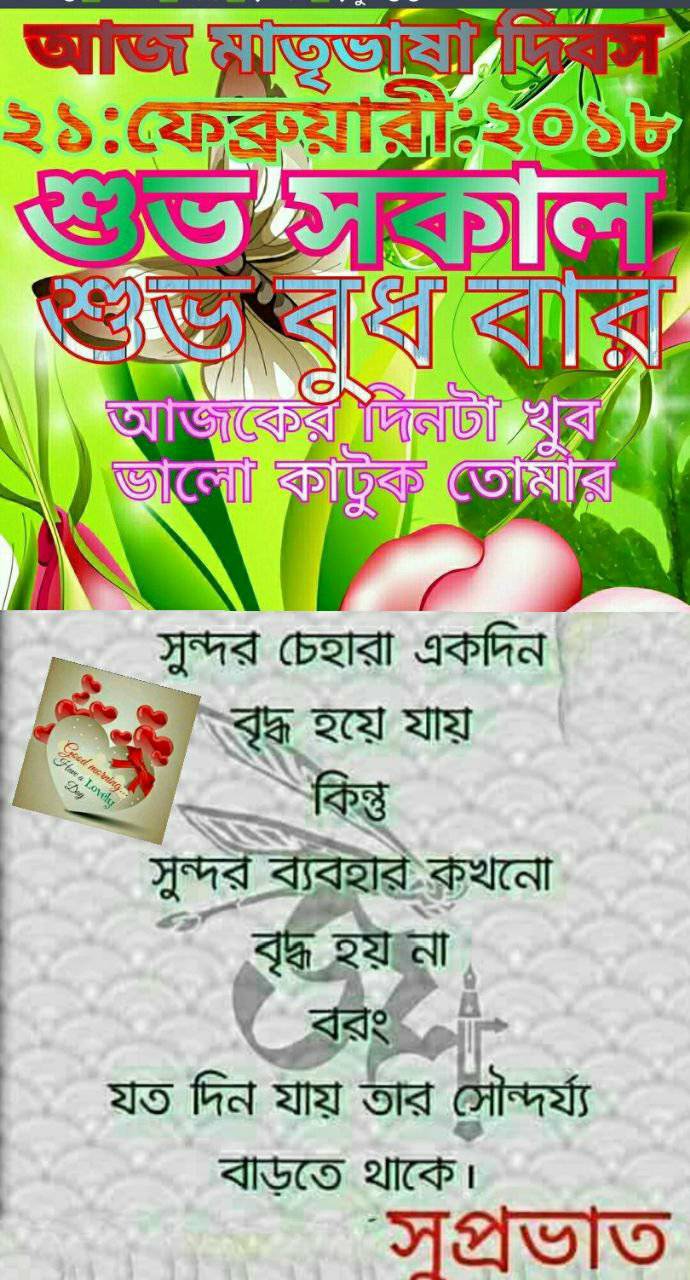 আজ মাতৃভাষা দিবস
২১:ফেব্রুয়ারী:২০১৮
শুভ সকাল
শুভ বুধ বার
আজকের দিনটা খুব
ভালো কাটুক তোমার
সুন্দর চেহারা একদিন
বৃদ্ধ হয়ে যায়
Good morning...
Have a Lovely
Day
কিন্তু
সুন্দর ব্যবহার কখনো
বৃদ্ধ হয় না
বরং
যত দিন যায় তার সৌন্দর্য্য
বাড়তে থাকে।
সুপ্রভাত